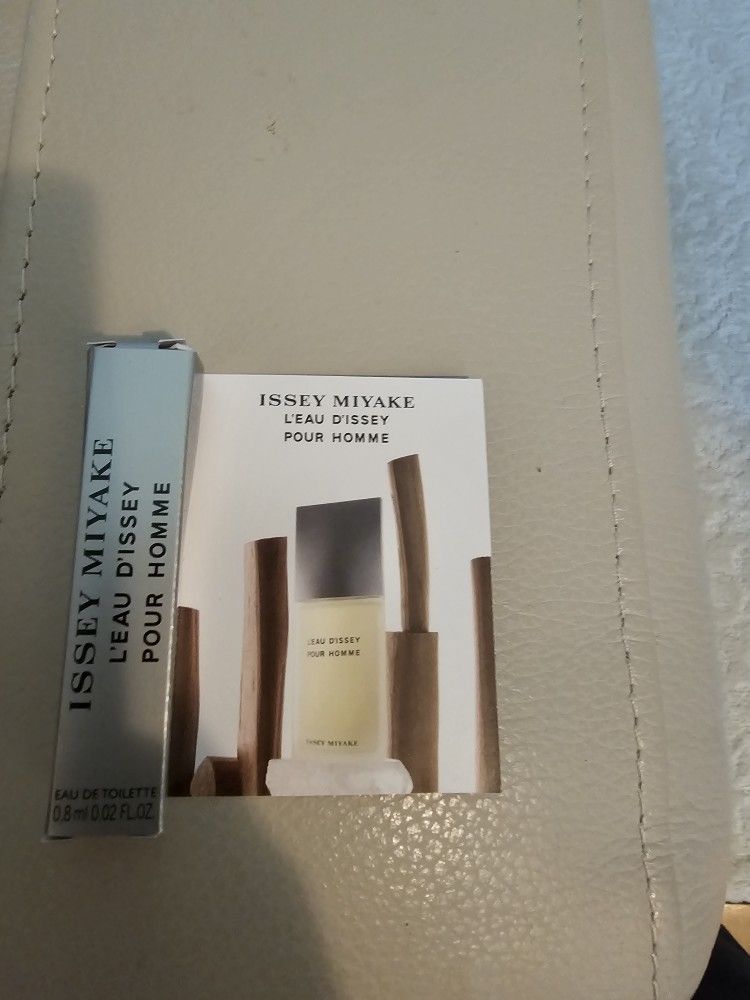 ISSEY MIYAKE
L'EAU D'ISSEY
POUR HOMME
EAU DE TOILETTE
0.8 ml 0.02 FL.OZ.
ISSEY MIYAKE
L'EAU D'ISSEY
POUR HOMME
L'EAU D'ISSEY
POUR HOMME
ISSEY MIYAKE